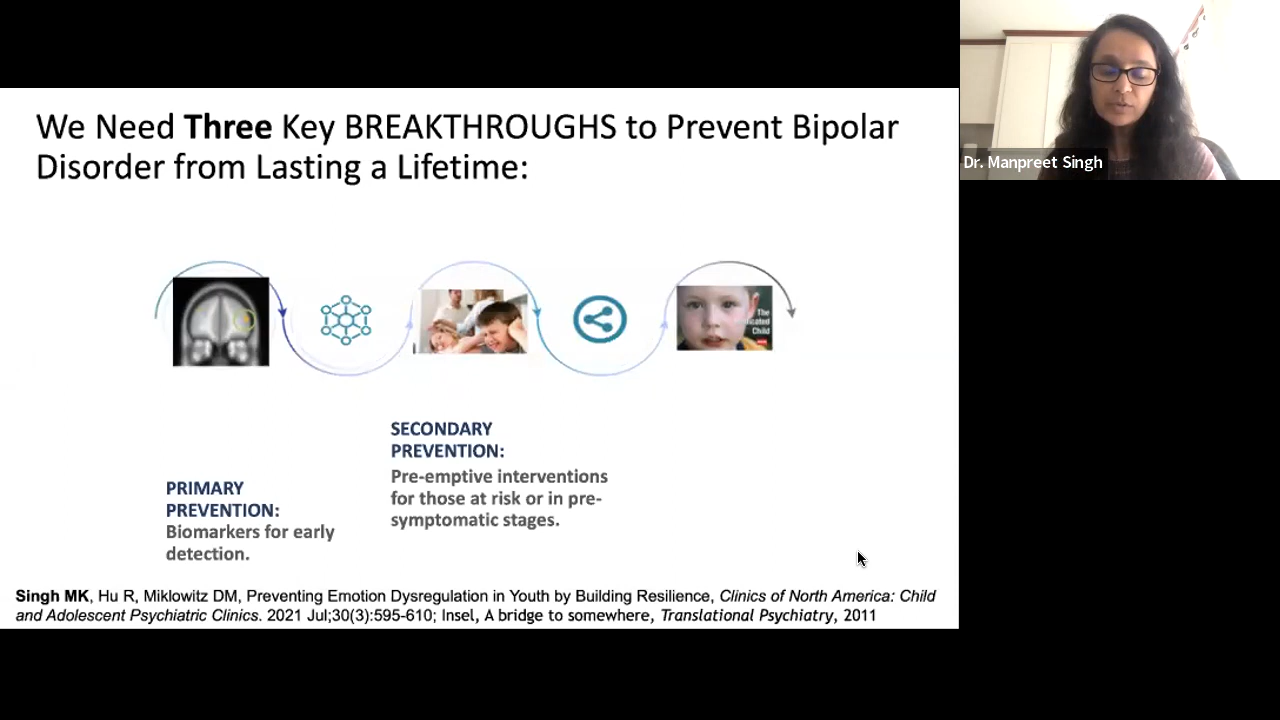 We Need Three Key BREAKTHROUGHS to Prevent Bipolar
Disorder from Lasting a Lifetime:
Dr. Manpreet Singh
The
Child
SECONDARY
PREVENTION:
Pre-emptive interventions
for those at risk or in pre-
symptomatic stages.
PRIMARY
PREVENTION:
Biomarkers for early
detection.
Singh MK, Hu R, Miklowitz DM, Preventing Emotion Dysregulation in Youth by Building Resilience, Clinics of North America: Child
and Adolescent Psychiatric Clinics. 2021 Jul;30(3):595-610; Insel, A bridge to somewhere, Translational Psychiatry, 2011